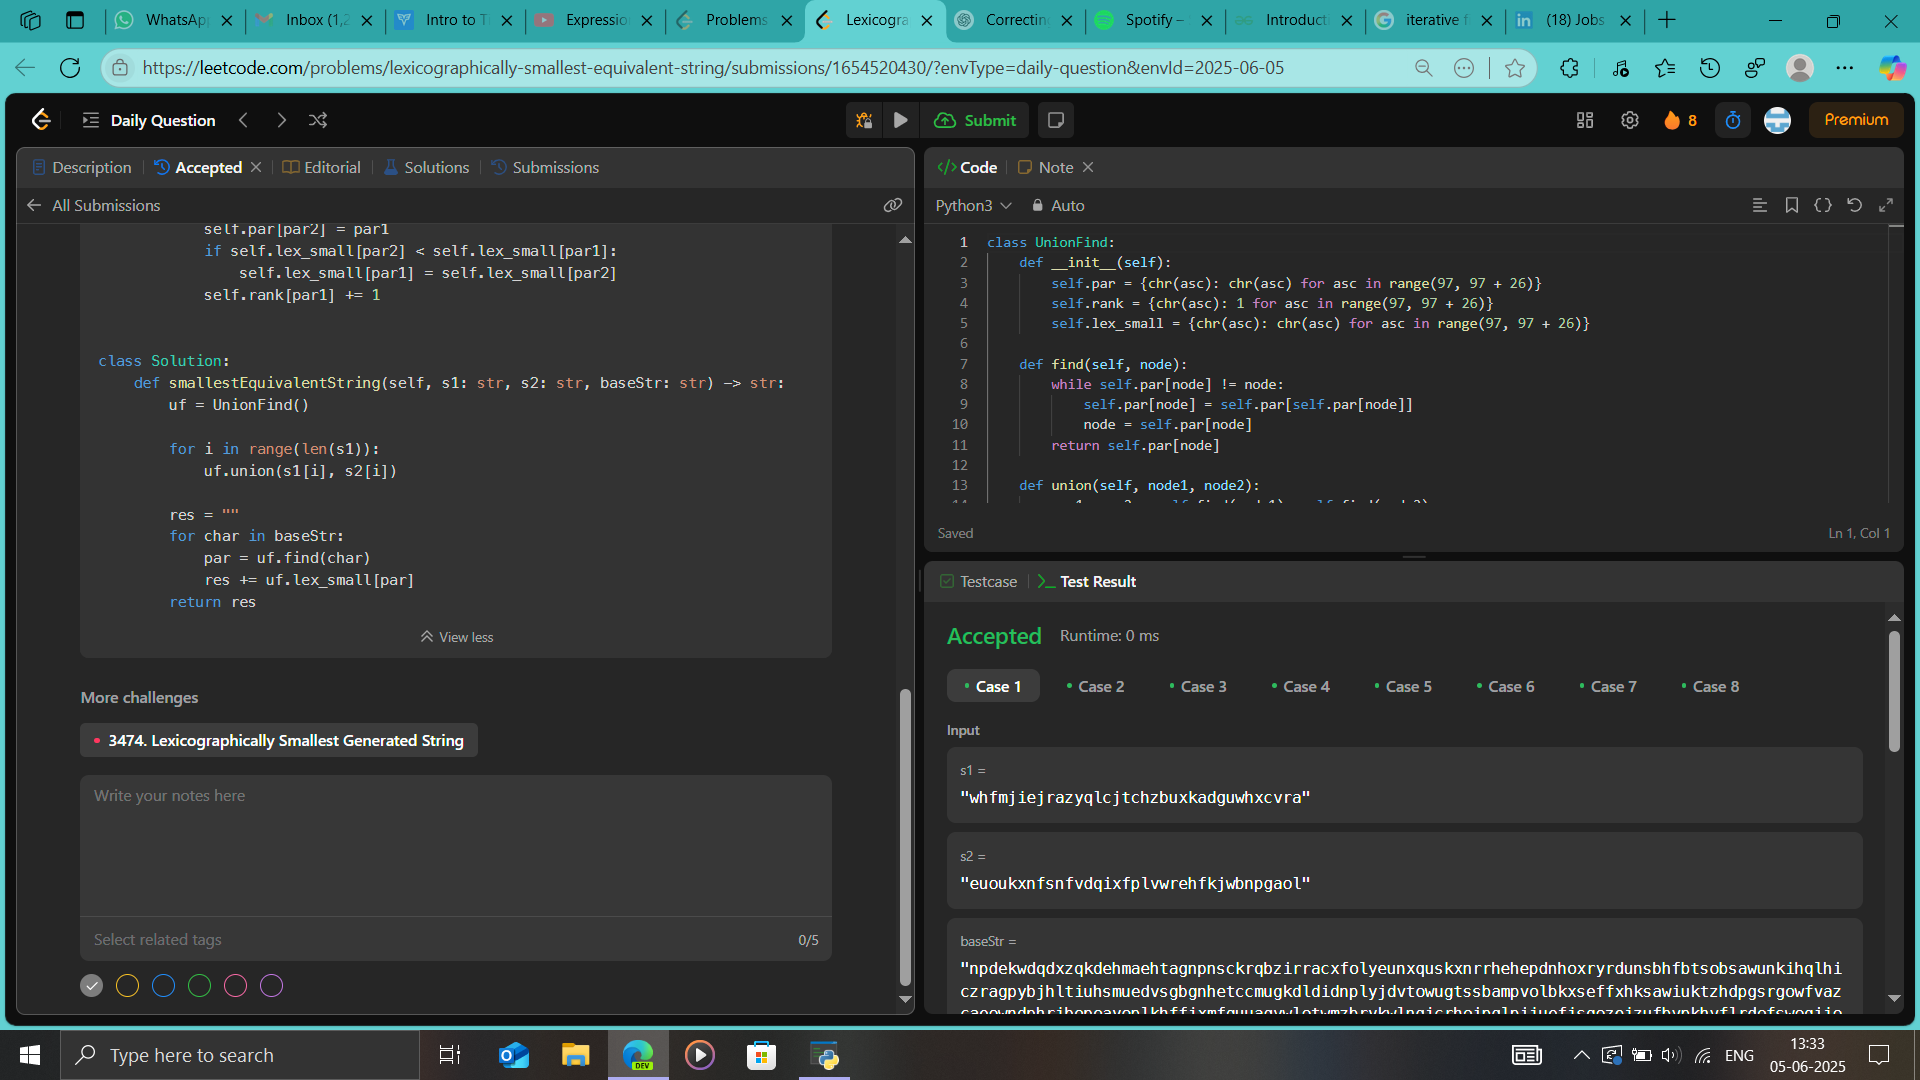 WhatsApp
Inbox (1,2
Intro to T
Expressio
Problems
Lexicogra
Correctin
Spotify –
Introducti
iterative f
(18) Jobs
https://leetcode.com/problems/lexicographically-smallest-equivalent-string/submissions/1654520430/?envType=daily-question&envId=2025-06-05
Daily Question
Submit
8
Premium
Description
Accepted
Editorial
Solutions
Submissions
All Submissions
self.par[par2] = par1
if self.lex_small[par2] < self.lex_small[par1]:
self.lex_small[par1] = self.lex_small[par2]
self.rank[par1] += 1
class Solution:
def smallestEquivalentString(self, s1: str, s2: str, baseStr: str) -> str:
uf = UnionFind()
for i in range(len(s1)):
uf.union(s1[i], s2[i])
res = ""
for char in baseStr:
par = uf.find(char)
res += uf.lex_small[par]
return res
View less
More challenges
3474. Lexicographically Smallest Generated String
Write your notes here
Select related tags
0/5
Code
Note
Python3
Auto
1 class UnionFind:
2 def __init__(self):
3 self.par = {chr(asc): chr(asc) for asc in range(97, 97 + 26)}
4 self.rank = {chr(asc): 1 for asc in range(97, 97 + 26)}
5 self.lex_small = {chr(asc): chr(asc) for asc in range(97, 97 + 26)}
6
7 def find(self, node):
8 while self.par[node] != node:
9 self.par[node] = self.par[self.par[node]]
10 node = self.par[node]
11 return self.par[node]
12
13 def union(self, node1, node2):
Saved
Ln 1, Col 1
Testcase
Test Result
Accepted
Runtime: 0 ms
Case 1
Case 2
Case 3
Case 4
Case 5
Case 6
Case 7
Case 8
Input
s1 =
"whfmjiejrazyqlcjtchzbuxkadguwhxcvra"
s2 =
"euoukxnfsnfvdqixfplvwrehfkjwbnpgaol"
baseStr =
"npdekwdqdxzqkdehmaehtagnpnsckrqbzirracxfolyeunxquskxnrrhehepdnhoxryrdunsbhfbtsobsawunkihqlhi
czragpybjhltiuhsmuedvsgbgnhetccmugkdldidnplyjdvtowugtssbampvolbkxseffxhksawiuktzhdpgsrgowfvaz
Type here to search
DEV
ENG
13:33
05-06-2025